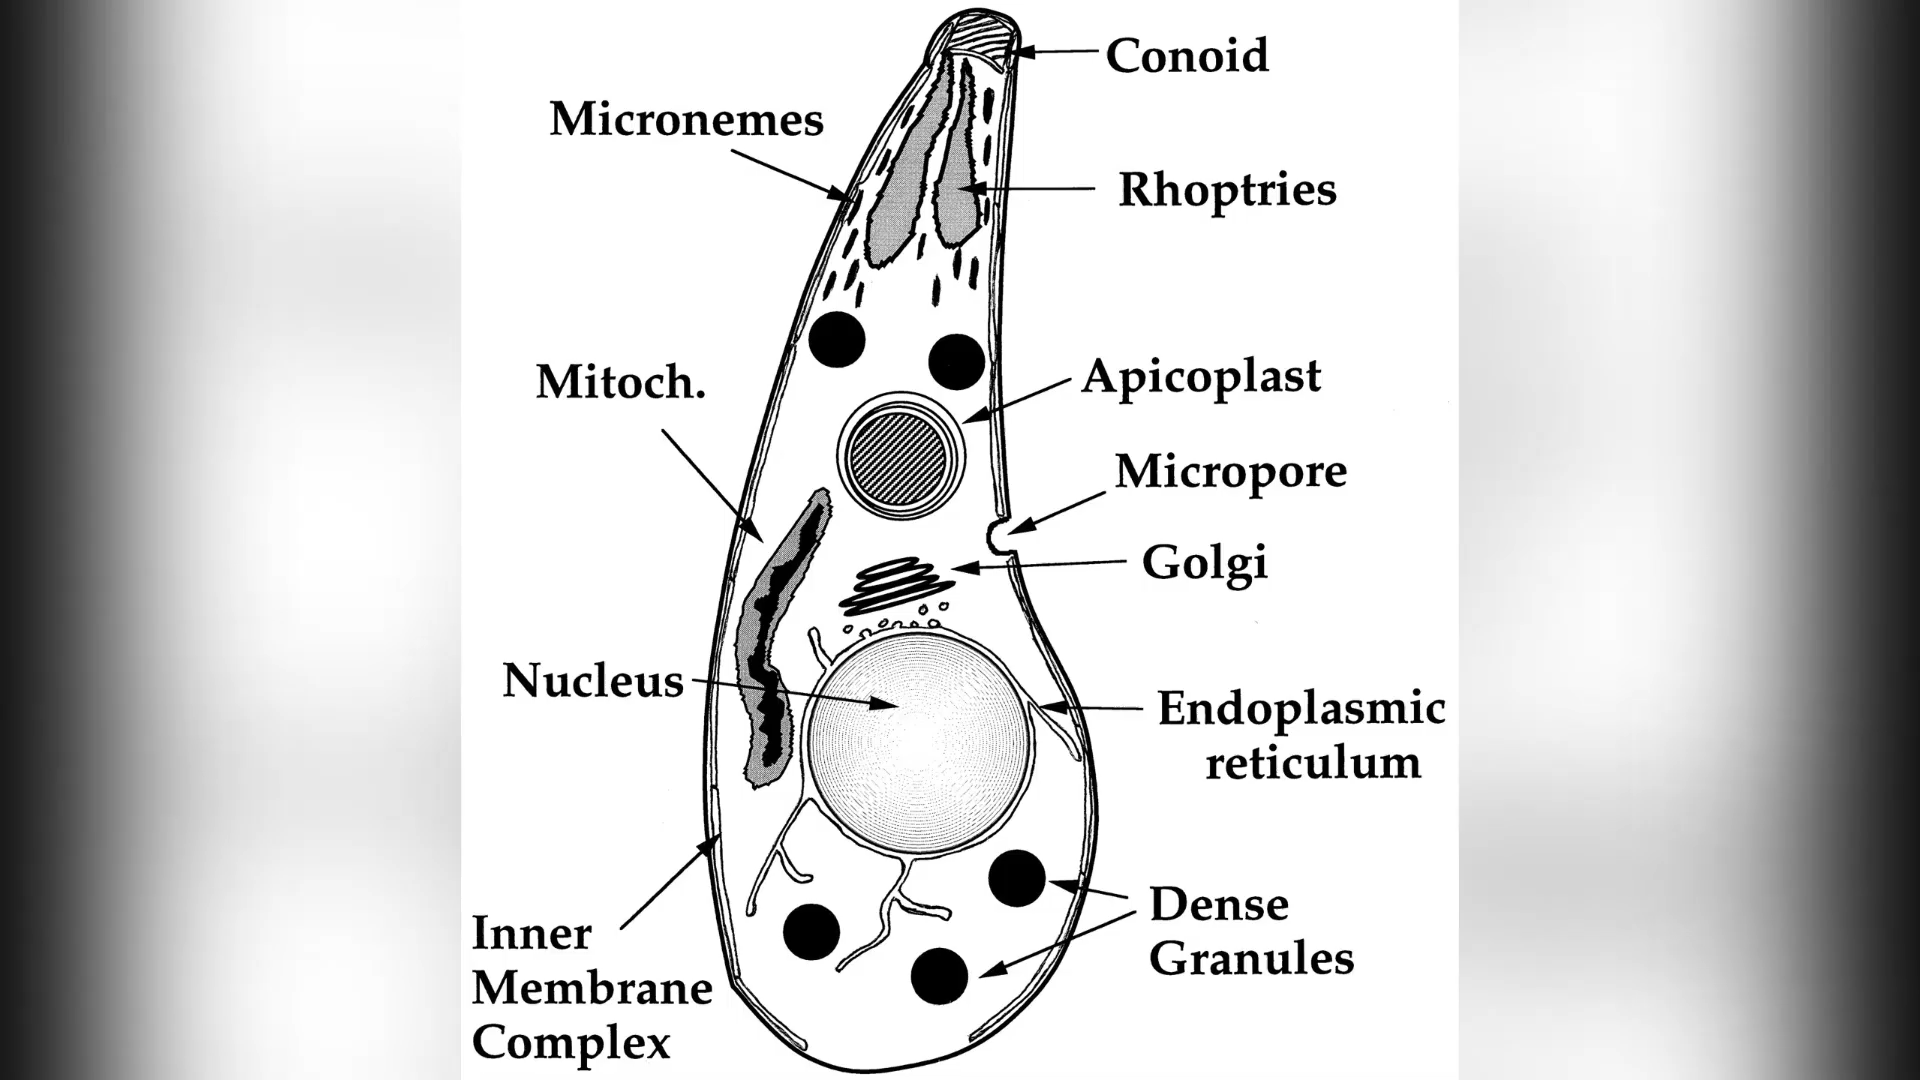 Conoid
Micronemes
Rhoptries
Apicoplast
Mitoch.
Micropore
Golgi
Nucleus
Endoplasmic
reticulum
Dense
Granules
Inner
Membrane
Complex